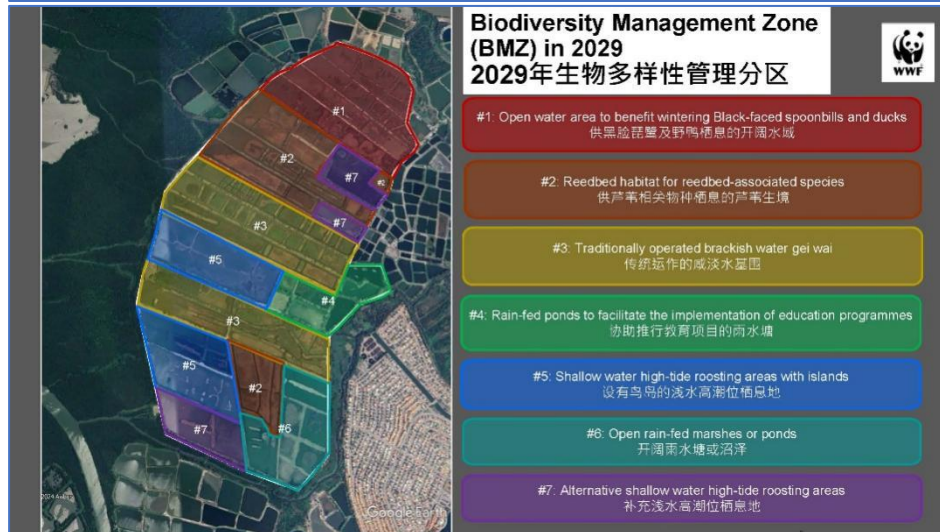 Biodiversity Management Zone
(BMZ) in 2029
2029年生物多样性管理分区
WWF
#1: Open water area to benefit wintering Black-faced spoonbills and ducks
供黑脸琵鹭及野鸭栖息的开阔水域
#2: Reedbed habitat for reedbed-associated species
供芦苇相关物种栖息的芦苇生境
#3: Traditionally operated brackish water gei wai
传统运作的咸淡水基围
#4: Rain-fed ponds to facilitate the implementation of education programmes
协助推行教育项目的雨水塘
#5: Shallow water high-tide roosting areas with islands
设有鸟岛的浅水高潮位栖息地
#6: Open rain-fed marshes or ponds
开阔雨水塘或沼泽
#7: Alternative shallow water high-tide roosting areas
补充浅水高潮位栖息地
#1
#2
#7
#2
#7
#3
#5
#4
#3
#5
#2
#6
#7
Google Earth